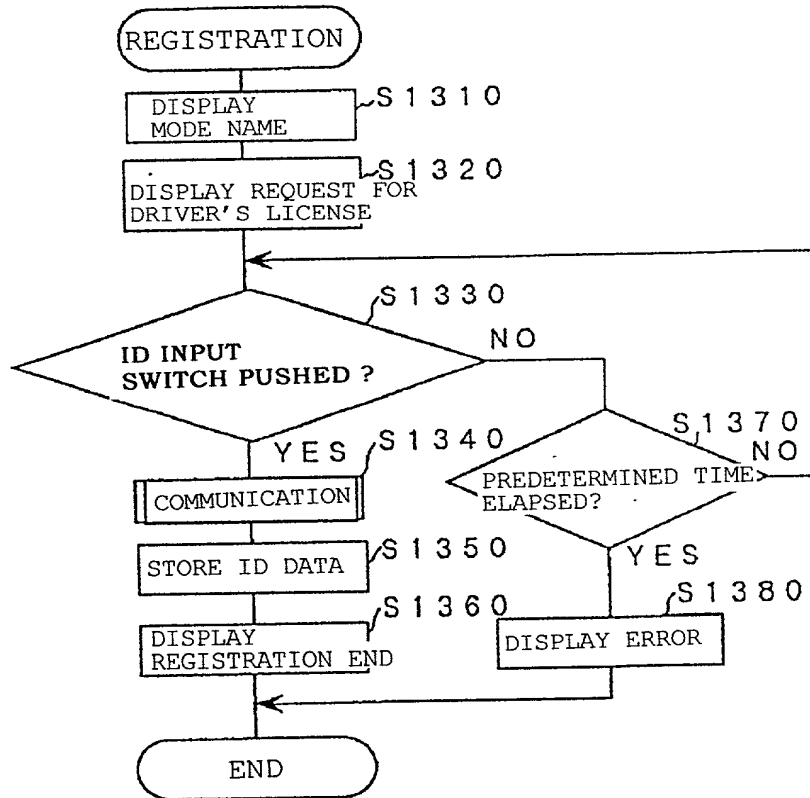 REGISTRATION
DISPLAY
MODE NAME
S1310
DISPLAY REQUEST FOR
DRIVER'S LICENSE
S1320
ID INPUT
SWITCH PUSHED ?
S1330
NO
YES
S1340
COMMUNICATION
S1370
PREDETERMINED TIME
ELAPSED?
NO
YES
STORE ID DATA
S1350
DISPLAY
REGISTRATION END
S1360
DISPLAY ERROR
S1380
END